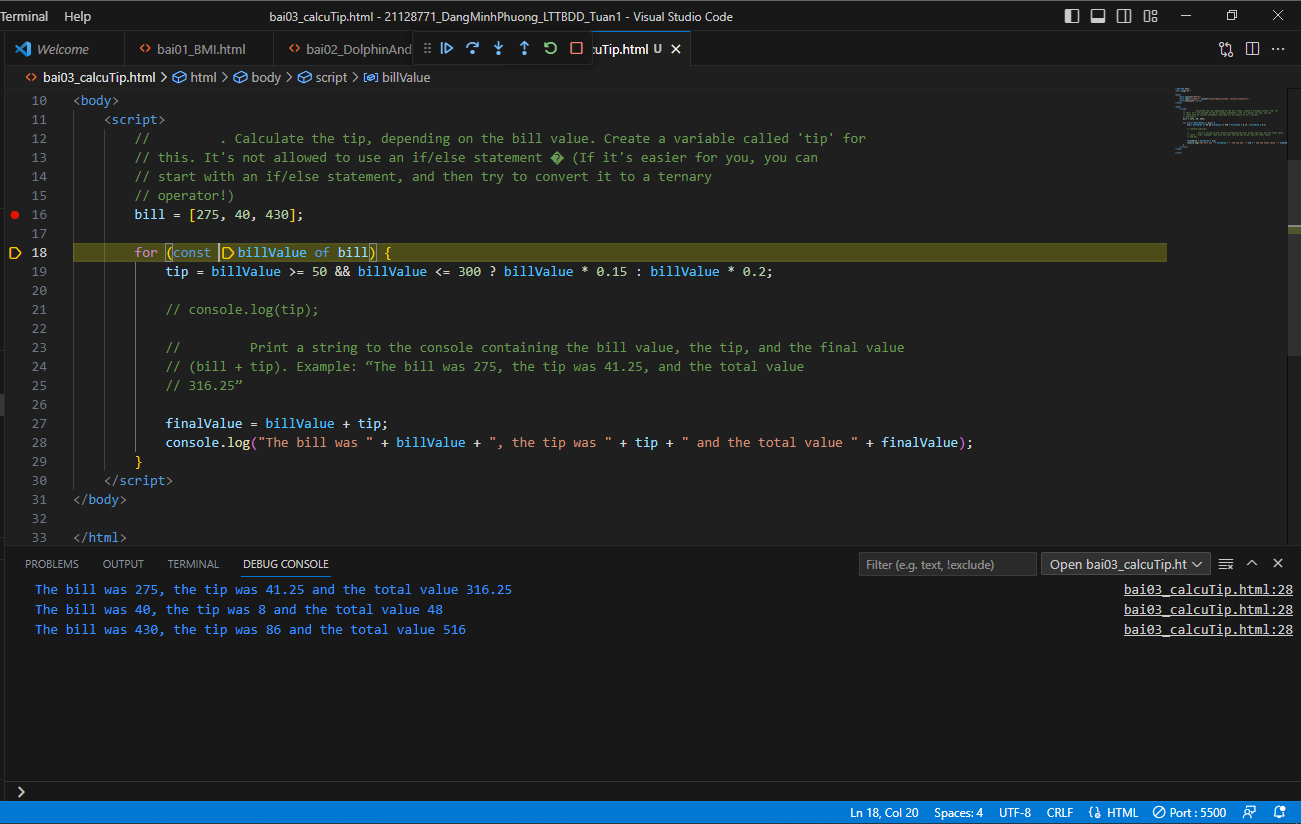 Terminal Help bai03_calcuTip.html - 21128771_DangMinhPhuong_LTTBDD_Tuan1 - Visual Studio Code
Welcome bai01_BMI.html bai02_DolphinAnd cuTip.html U
bai03_calcuTip.html > html > body > script > billValue
10 <body>
11 <script>
12 // . Calculate the tip, depending on the bill value. Create a variable called 'tip' for
13 // this. It's not allowed to use an if/else statement � (If it's easier for you, you can
14 // start with an if/else statement, and then try to convert it to a ternary
15 // operator!)
16 bill = [275, 40, 430];
17
18 for (const billValue of bill) {
19 tip = billValue >= 50 && billValue <= 300 ? billValue * 0.15 : billValue * 0.2;
20
21 // console.log(tip);
22
23 // Print a string to the console containing the bill value, the tip, and the final value
24 // (bill + tip). Example: “The bill was 275, the tip was 41.25, and the total value
25 // 316.25”
26
27 finalValue = billValue + tip;
28 console.log("The bill was " + billValue + ", the tip was " + tip + " and the total value " + finalValue);
29 }
30 </script>
31 </body>
32
33 </html>
PROBLEMS OUTPUT TERMINAL DEBUG CONSOLE Filter (e.g. text, !exclude) Open bai03_calcuTip.ht
The bill was 275, the tip was 41.25 and the total value 316.25 bai03_calcuTip.html:28
The bill was 40, the tip was 8 and the total value 48 bai03_calcuTip.html:28
The bill was 430, the tip was 86 and the total value 516 bai03_calcuTip.html:28
>
Ln 18, Col 20 Spaces: 4 UTF-8 CRLF HTML Port : 5500